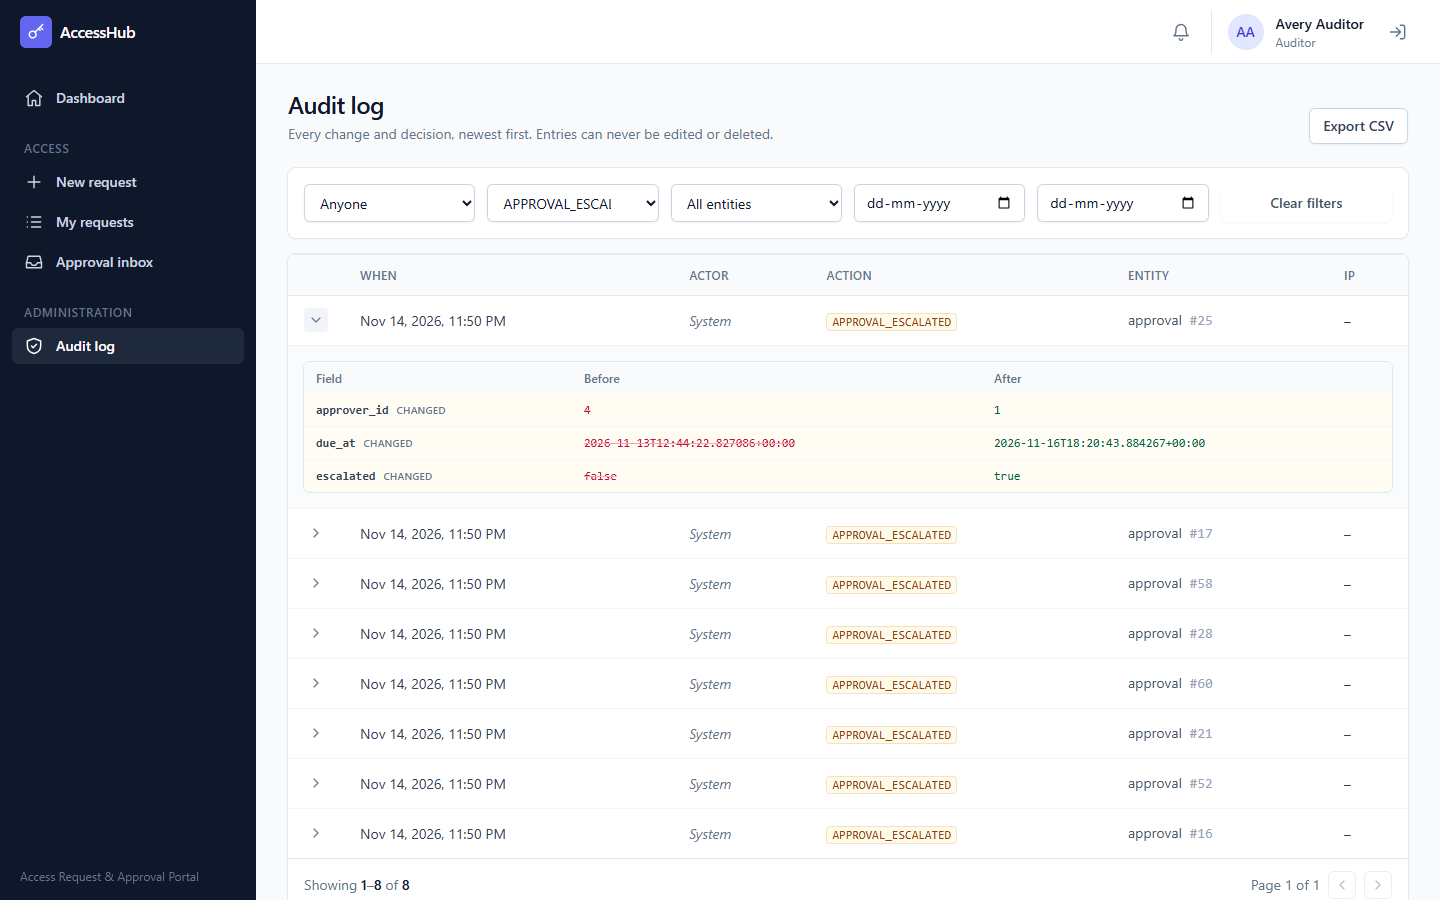 AccessHub
Avery Auditor
AA
Auditor
Dashboard
ACCESS
New request
My requests
Approval inbox
ADMINISTRATION
Audit log
Access Request & Approval Portal
Audit log
Every change and decision, newest first. Entries can never be edited or deleted.
Export CSV
Anyone APPROVAL_ESCAL All entities dd-mm-yyyy dd-mm-yyyy Clear filters
WHEN ACTOR ACTION ENTITY IP
Nov 14, 2026, 11:50 PM System APPROVAL_ESCALATED approval #25 –
Field Before After
approver_id CHANGED 4 1
due_at CHANGED 2026-11-13T12:44:22.827086+00:00 2026-11-16T18:20:43.884267+00:00
escalated CHANGED false true
Nov 14, 2026, 11:50 PM System APPROVAL_ESCALATED approval #17 –
Nov 14, 2026, 11:50 PM System APPROVAL_ESCALATED approval #58 –
Nov 14, 2026, 11:50 PM System APPROVAL_ESCALATED approval #28 –
Nov 14, 2026, 11:50 PM System APPROVAL_ESCALATED approval #60 –
Nov 14, 2026, 11:50 PM System APPROVAL_ESCALATED approval #21 –
Nov 14, 2026, 11:50 PM System APPROVAL_ESCALATED approval #52 –
Nov 14, 2026, 11:50 PM System APPROVAL_ESCALATED approval #16 –
Showing 1–8 of 8
Page 1 of 1